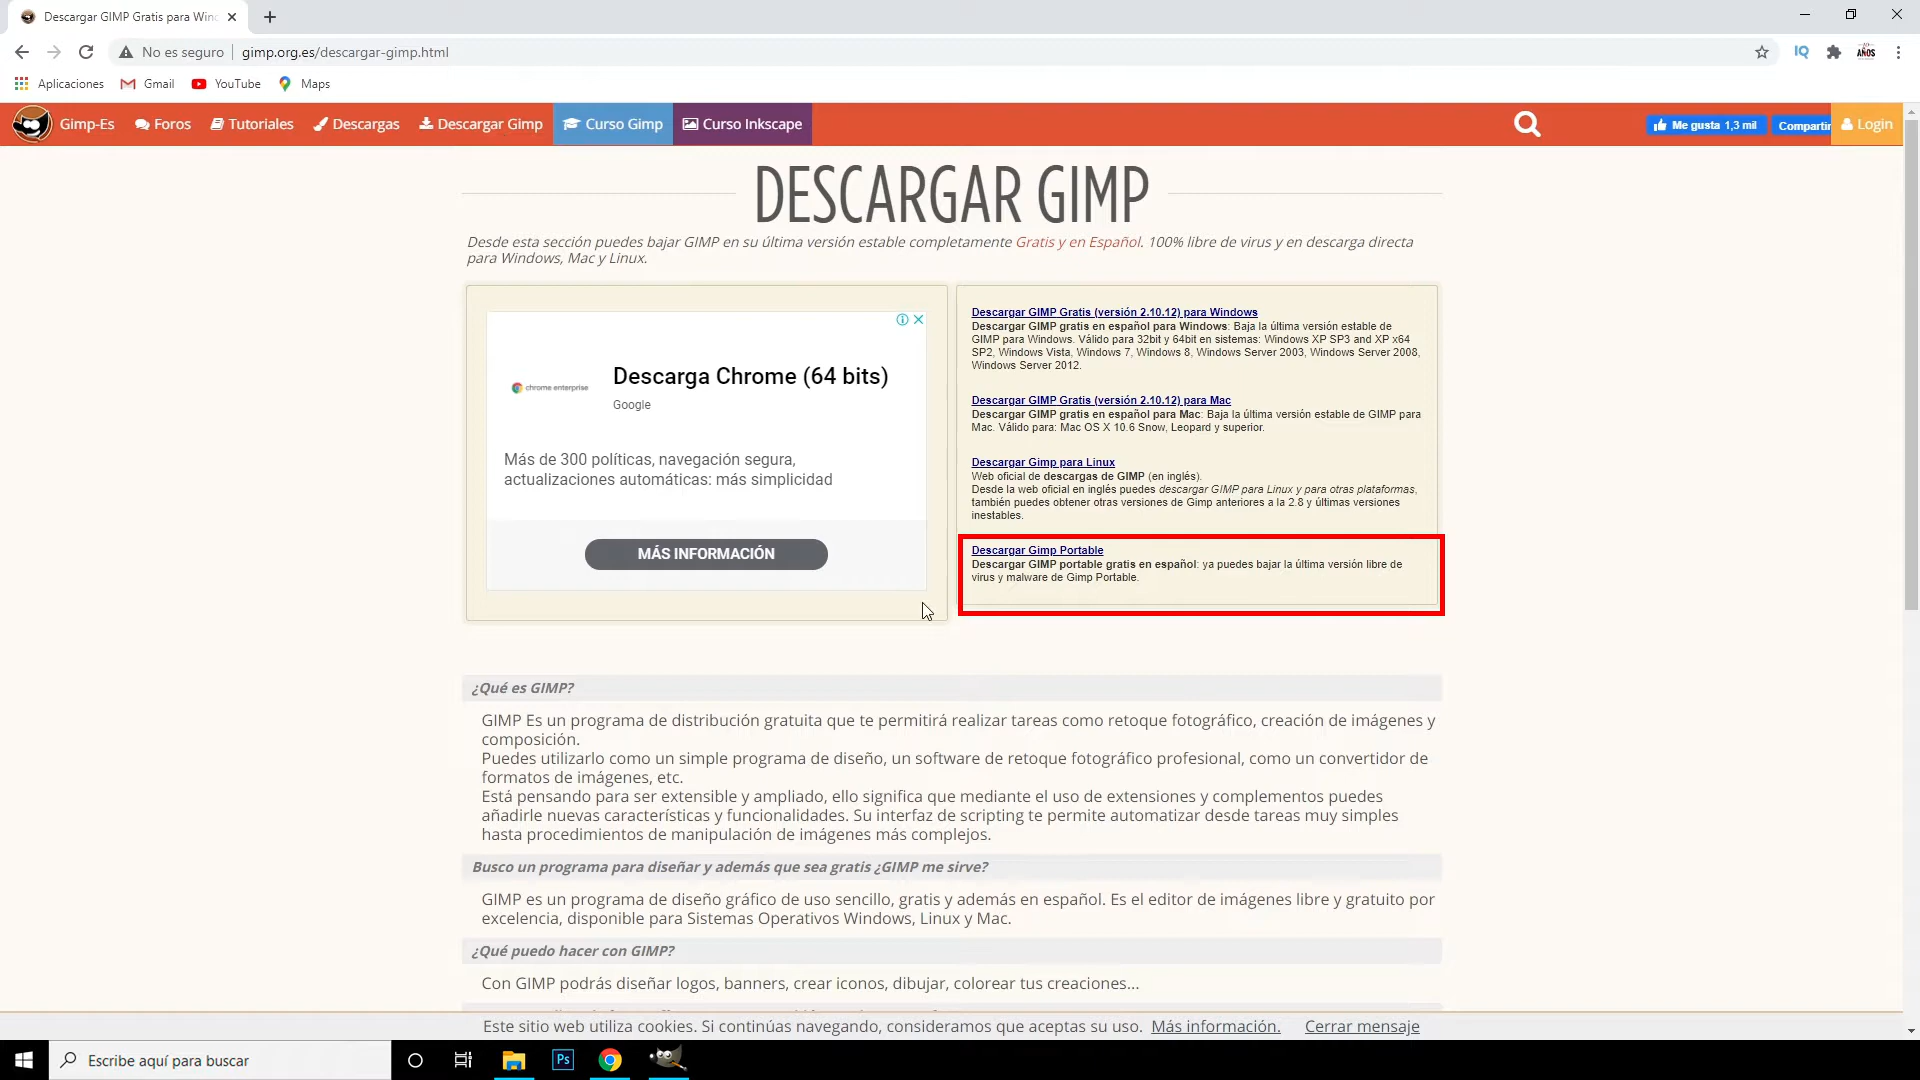 Descargar GIMP Gratis para Wind
No es seguro
gimp.org.es/descargar-gimp.html
IQ
AÑOS
Aplicaciones
Gmail
YouTube
Maps
Gimp-Es
Foros
Tutoriales
Descargas
Descargar Gimp
Curso Gimp
Curso Inkscape
Me gusta 1,3 mil
Compartir
Login
DESCARGAR GIMP
Desde esta sección puedes bajar GIMP en su última versión estable completamente Gratis y en Español. 100% libre de virus y en descarga directa
para Windows, Mac y Linux.
chrome enterprise
Descarga Chrome (64 bits)
Google
Más de 300 políticas, navegación segura,
actualizaciones automáticas: más simplicidad
MÁS INFORMACIÓN
Descargar GIMP Gratis (versión 2.10.12) para Windows
Descargar GIMP gratis en español para Windows: Baja la última versión estable de
GIMP para Windows. Válido para 32bit y 64bit en sistemas: Windows XP SP3 and XP x64
SP2, Windows Vista, Windows 7, Windows 8, Windows Server 2003, Windows Server 2008,
Windows Server 2012.
Descargar GIMP Gratis (versión 2.10.12) para Mac
Descargar GIMP gratis en español para Mac: Baja la última versión estable de GIMP para
Mac. Válido para: Mac OS X 10.6 Snow, Leopard y superior.
Descargar Gimp para Linux
Web oficial de descargas de GIMP (en inglés).
Desde la web oficial en inglés puedes descargar GIMP para Linux y para otras plataformas,
también puedes obtener otras versiones de Gimp anteriores a la 2.8 y últimas versiones
inestables.
Descargar Gimp Portable
Descargar GIMP portable gratis en español: ya puedes bajar la última versión libre de
virus y malware de Gimp Portable.
¿Qué es GIMP?
GIMP Es un programa de distribución gratuita que te permitirá realizar tareas como retoque fotográfico, creación de imágenes y
composición.
Puedes utilizarlo como un simple programa de diseño, un software de retoque fotográfico profesional, como un convertidor de
formatos de imágenes, etc.
Está pensando para ser extensible y ampliado, ello significa que mediante el uso de extensiones y complementos puedes
añadirle nuevas características y funcionalidades. Su interfaz de scripting te permite automatizar desde tareas muy simples
hasta procedimientos de manipulación de imágenes más complejos.
Busco un programa para diseñar y además que sea gratis ¿GIMP me sirve?
GIMP es un programa de diseño gráfico de uso sencillo, gratis y además en español. Es el editor de imágenes libre y gratuito por
excelencia, disponible para Sistemas Operativos Windows, Linux y Mac.
¿Qué puedo hacer con GIMP?
Con GIMP podrás diseñar logos, banners, crear iconos, dibujar, colorear tus creaciones...
Este sitio web utiliza cookies. Si continúas navegando, consideramos que aceptas su uso. Más información. Cerrar mensaje
Escribe aquí para buscar
Ps